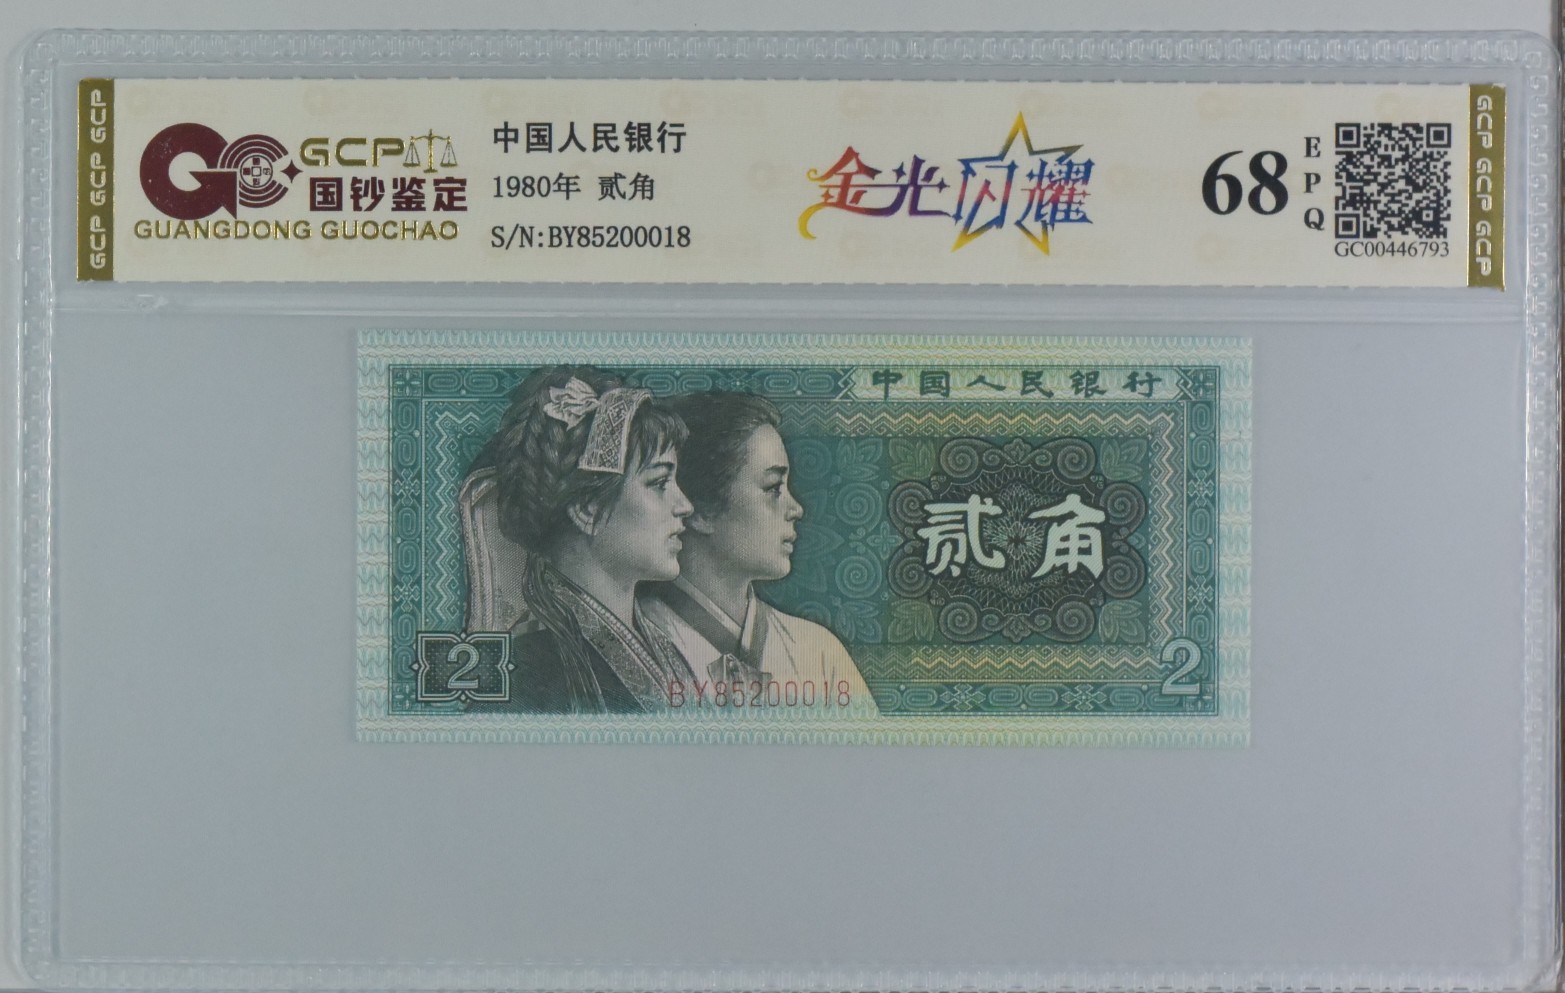 GCP GCP GCP
GCP
国钞鉴定
GUANGDONG GUOCHAO
中国人民银行
1980年 贰角
S/N:BY85200018
金光闪耀
68
EPQ
GC00446793
GCP GCP GCP
中国人民银行
贰角
2
BY85200018
2